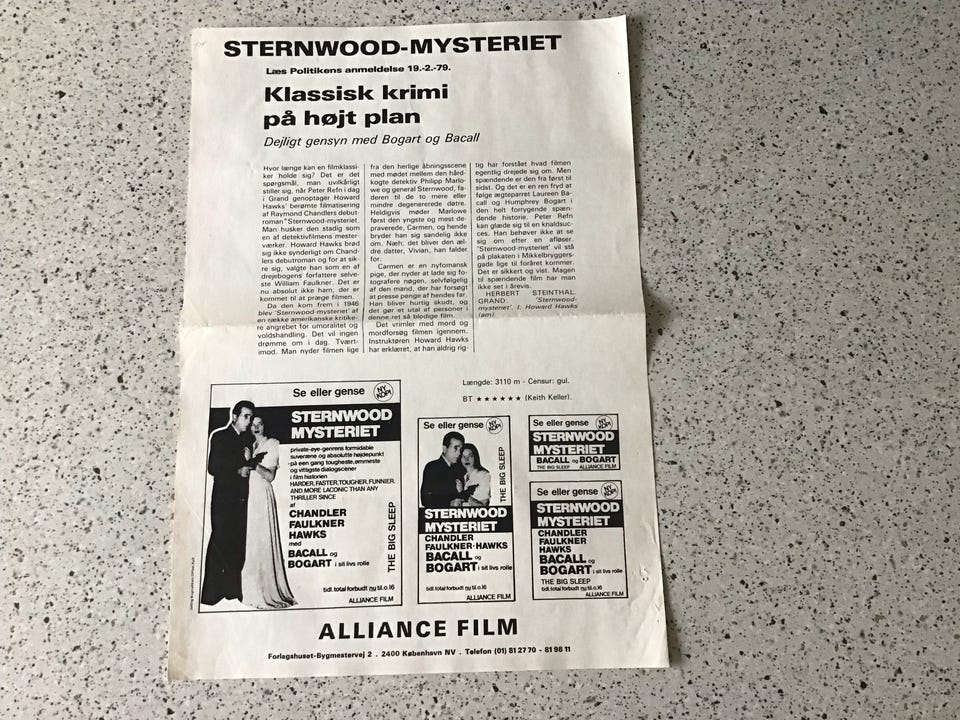 STERNWOOD-MYSTERIET
Læs Politikens anmeldelse 19.-2.-79.
Klassisk krimi
på højt plan
Dejligt gensyn med Bogart og Bacall
Hvor længe kan en filmklassi-
ker holde sig? Det er det
spørgsmål, man uvilkårligt
stiller sig, når Peter Refn i dag
i Grand genoptager Howard
Hawks' berømte filmatisering
af Raymond Chandlers debut-
roman "Sternwood-mysteriet.
Man husker den stadig som
en af detektivfilmens mester-
værker. Howard Hawks brød
sig ikke synderligt om Chand-
lers debutroman og for at sik-
re sig, valgte han som en af
drejebogens forfattere selve-
ste William Faulkner. Det er
nu absolut ikke ham, der er
kommet til at præge filmen.
Da den kom frem i 1946
blev 'Sternwood-mysteriet' af
en række amerikanske kritike-
re angrebet for umoralitet og
voldshandling. Det vil ingen
drømme om i dag. Tvært-
imod. Man nyder filmen lige
fra den herlige åbningsscene
med mødet mellem den hård-
kogte detektiv Philipp Marlo-
we og general Sternwood, fa-
deren til de to mere eller
mindre degenererede døtre.
Heldigvis møder Marlowe
først den yngste og mest de-
praverede, Carmen, og hende
bryder han sig sandelig ikke
om. Næh, det bliver den æl-
dre datter, Vivian, han falder
for.
Carmen er en nyfomansk
pige, der nyder at lade sig fo-
tografere nøgen, selvfølgelig
af den mand, der har forsøgt
at presse penge af hendes far.
Han bliver hurtig skudt, og
det gør et utal af personer i
denne ret så blodige film.
Det vrimler med mord og
mordforsøg filmen igennem.
Instruktøren Howard Hawks
har erklæret, at han aldrig rig-
tig har forstået hvad filmen
egentlig drejede sig om. Men
spændende er den fra først til
sidst. Og det er en ren fryd at
følge ægteparret Laureen Ba-
call og Humphrey Bogart i
den helt forrygende spæn-
dende historie. Peter Refn
kan glæde sig til en knaldsuc-
ces. Han behøver ikke at se
sig om efter en afløser.
'Sternwood-mysteriet' vil stå
på plakaten i Mikkelbryggers-
gade lige til foråret kommer.
Det er sikkert og vist. Magen
til spændende film har man
ikke set i årevis.
HERBERT STEINTHAL
GRAND: 'Sternwood-
mysteriet'. I: Howard Hawks
(am).
Længde: 3110 m - Censur: gul.
BT ★ ★ ★ ★ ★ ★ (Keith Keller).
Se eller gense
NY KOPI
STERNWOOD
MYSTERIET
private-eye-genrens formidable
suveræne og absolutte højdepunkt
-på een gang tougheste,ømmeste
og vittigste dialogscener
i film historien
HARDER, FASTER, TOUGHER, FUNNIER,
AND MORE LACONIC THAN ANY
THRILLER SINCE
af
CHANDLER
FAULKNER
HAWKS
med
BACALL og
BOGART i sit livs rolle
THE BIG SLEEP
tidl. total forbudt nu til.o.16
ALLIANCE FILM
Se eller gense
NY KOPI
THE BIG SLEEP
STERNWOOD
MYSTERIET
CHANDLER
FAULKNER·HAWKS
BACALL og
BOGART i sit livs rolle
tidl. total forbudt nu til.o.16
ALLIANCE FILM
Se eller gense
NY KOPI
STERNWOOD
MYSTERIET
BACALL og BOGART
THE BIG SLEEP ALLIANCE FILM
Se eller gense
NY KOPI
STERNWOOD
MYSTERIET
CHANDLER
FAULKNER
HAWKS
BACALL og
BOGART i sit livs rolle
THE BIG SLEEP
tidl. total forbudt nu til.o.16
ALLIANCE FILM
ALLIANCE FILM
Forlagshuset-Bygmestervej 2 . 2400 København NV . Telefon (01) 81 27 70 - 81 98 11